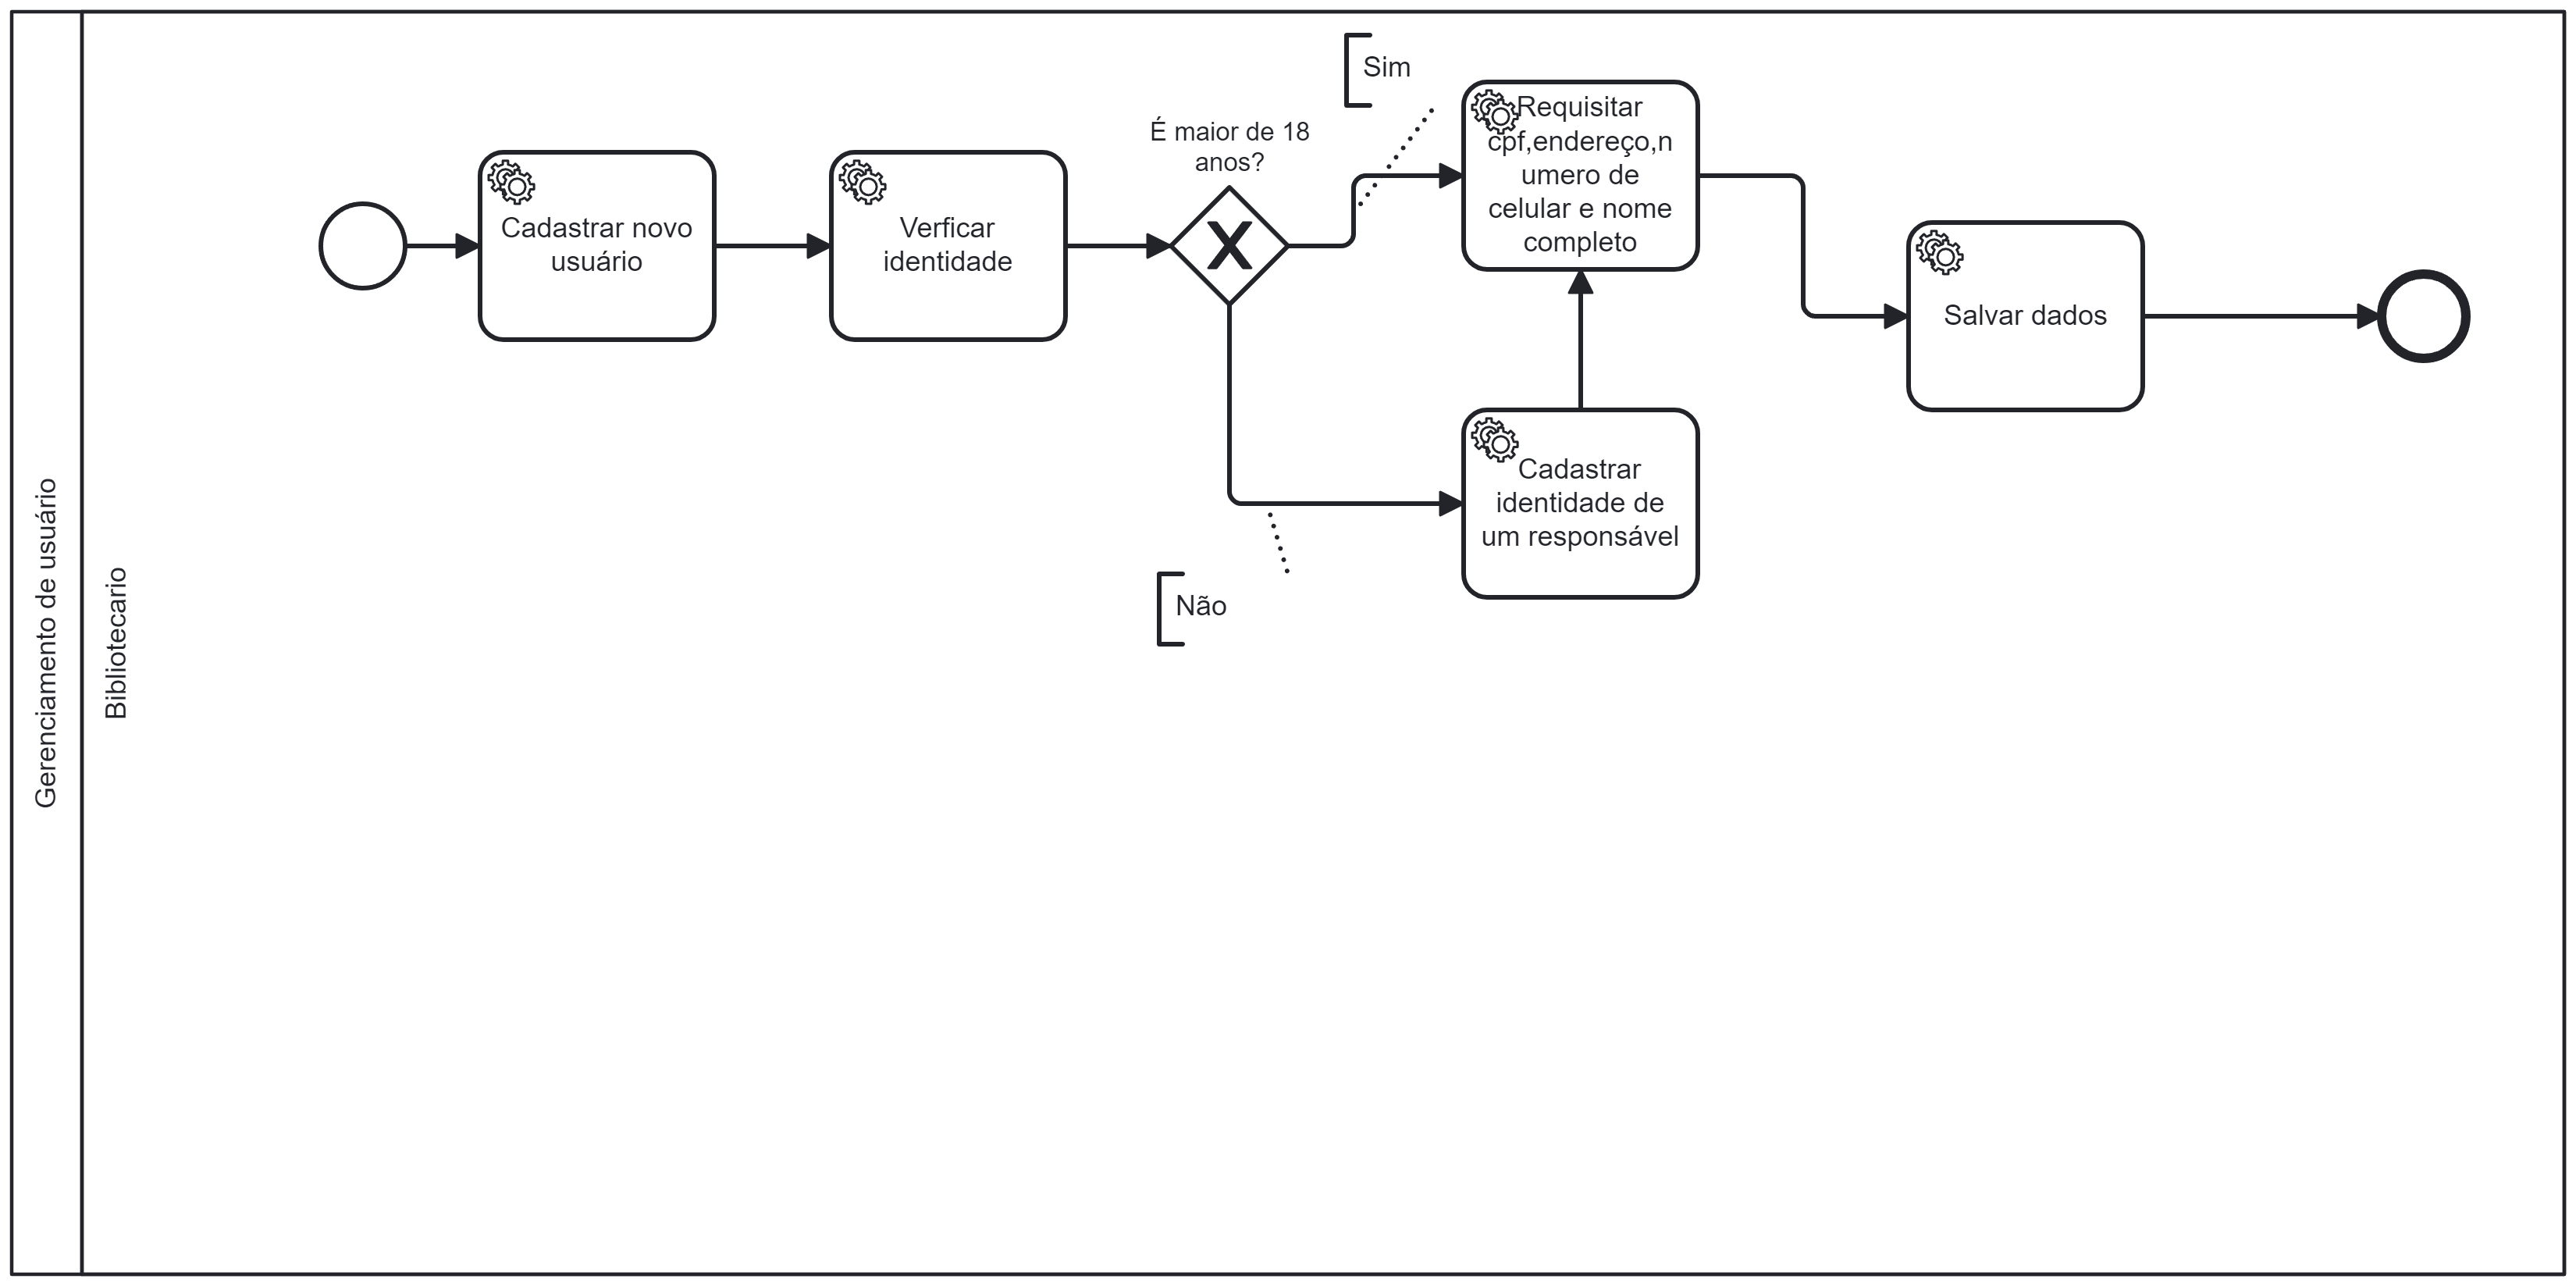 Gerenciamento de usuário
Bibliotecario
Cadastrar novo
usuário
Verficar
identidade
É maior de 18
anos?
Sim
Requisitar
cpf,endereço,n
umero de
celular e nome
completo
Não
Cadastrar
identidade de
um responsável
Salvar dados